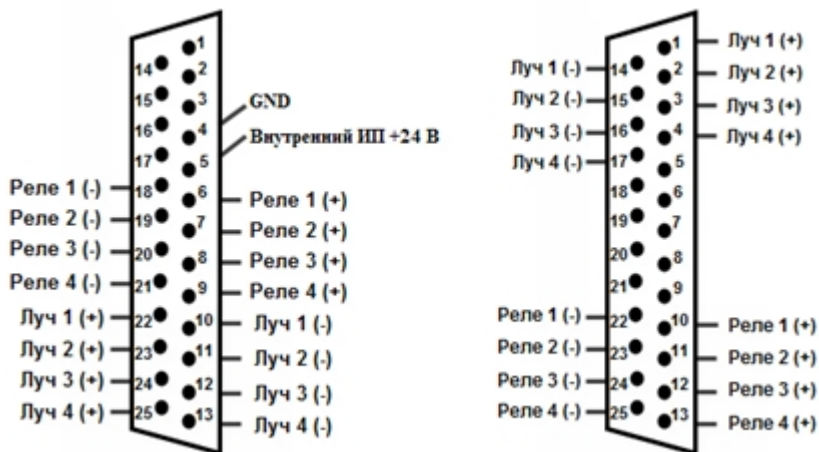 1
14
2
15
3
GND
16
4
Внутренний ИП +24 В
17
5
Реле 1 (-) 18
6 Реле 1 (+)
Реле 2 (-) 19
7 Реле 2 (+)
Реле 3 (-) 20
8 Реле 3 (+)
Реле 4 (-) 21
9 Реле 4 (+)
Луч 1 (+) 22
10 Луч 1 (-)
Луч 2 (+) 23
11 Луч 2 (-)
Луч 3 (+) 24
12 Луч 3 (-)
Луч 4 (+) 25
13 Луч 4 (-)
1 Луч 1 (+)
Луч 1 (-) 14
2 Луч 2 (+)
Луч 2 (-) 15
3 Луч 3 (+)
Луч 3 (-) 16
4 Луч 4 (+)
Луч 4 (-) 17
5
18
6
19
7
20
8
21
9
Реле 1 (-) 22
10 Реле 1 (+)
Реле 2 (-) 23
11 Реле 2 (+)
Реле 3 (-) 24
12 Реле 3 (+)
Реле 4 (-) 25
13 Реле 4 (+)